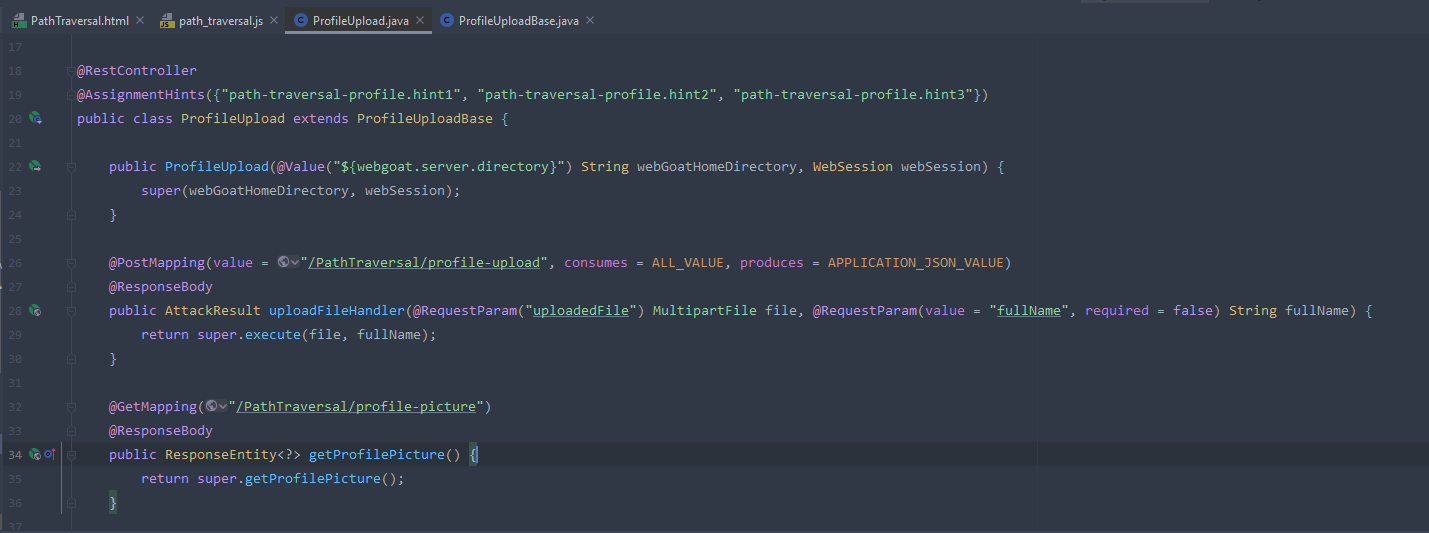 PathTraversal.html path_traversal.js ProfileUpload.java ProfileUploadBase.java
17
18 @RestController
19 @AssignmentHints({"path-traversal-profile.hint1", "path-traversal-profile.hint2", "path-traversal-profile.hint3"})
20 public class ProfileUpload extends ProfileUploadBase {
21
22 public ProfileUpload(@Value("${webgoat.server.directory}") String webGoatHomeDirectory, WebSession webSession) {
23 super(webGoatHomeDirectory, webSession);
24 }
25
26 @PostMapping(value = "/PathTraversal/profile-upload", consumes = ALL_VALUE, produces = APPLICATION_JSON_VALUE)
27 @ResponseBody
28 public AttackResult uploadFileHandler(@RequestParam("uploadedFile") MultipartFile file, @RequestParam(value = "fullName", required = false) String fullName) {
29 return super.execute(file, fullName);
30 }
31
32 @GetMapping("/PathTraversal/profile-picture")
33 @ResponseBody
34 public ResponseEntity<?> getProfilePicture() {
35 return super.getProfilePicture();
36 }
37